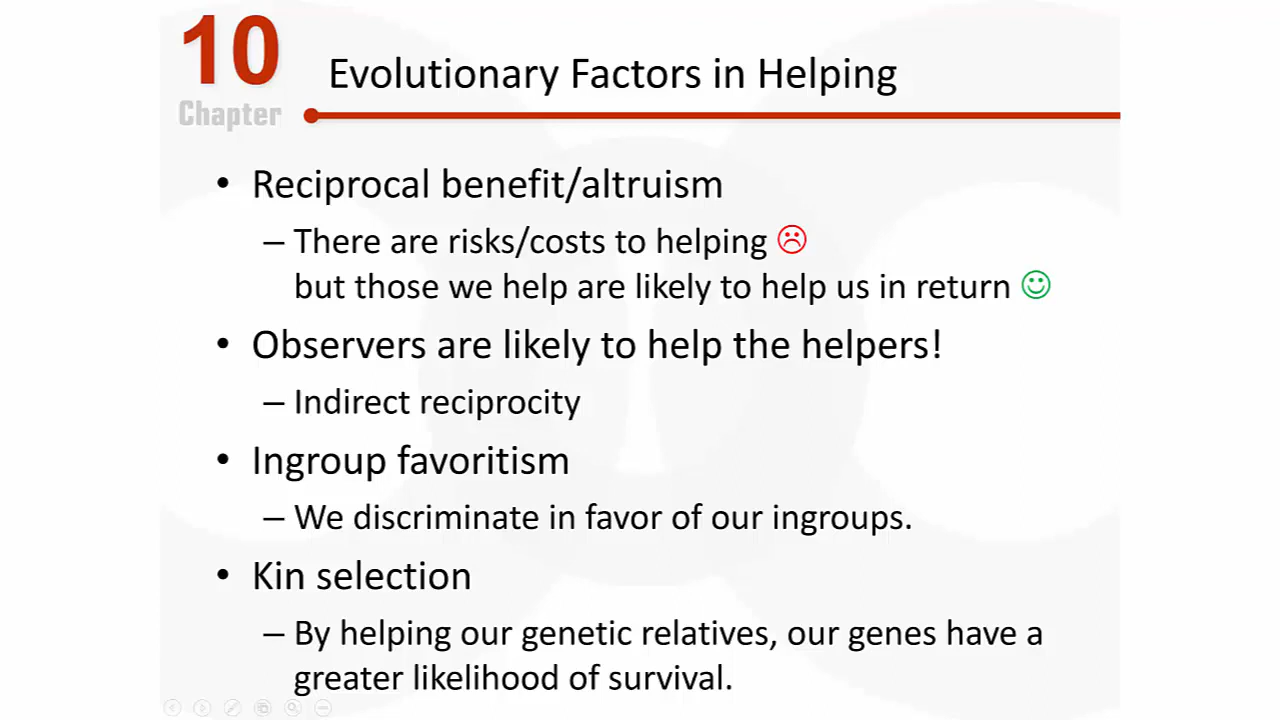 10
Chapter
Evolutionary Factors in Helping
• Reciprocal benefit/altruism
– There are risks/costs to helping ☹
but those we help are likely to help us in return ☺
• Observers are likely to help the helpers!
– Indirect reciprocity
• Ingroup favoritism
– We discriminate in favor of our ingroups.
• Kin selection
– By helping our genetic relatives, our genes have a
greater likelihood of survival.